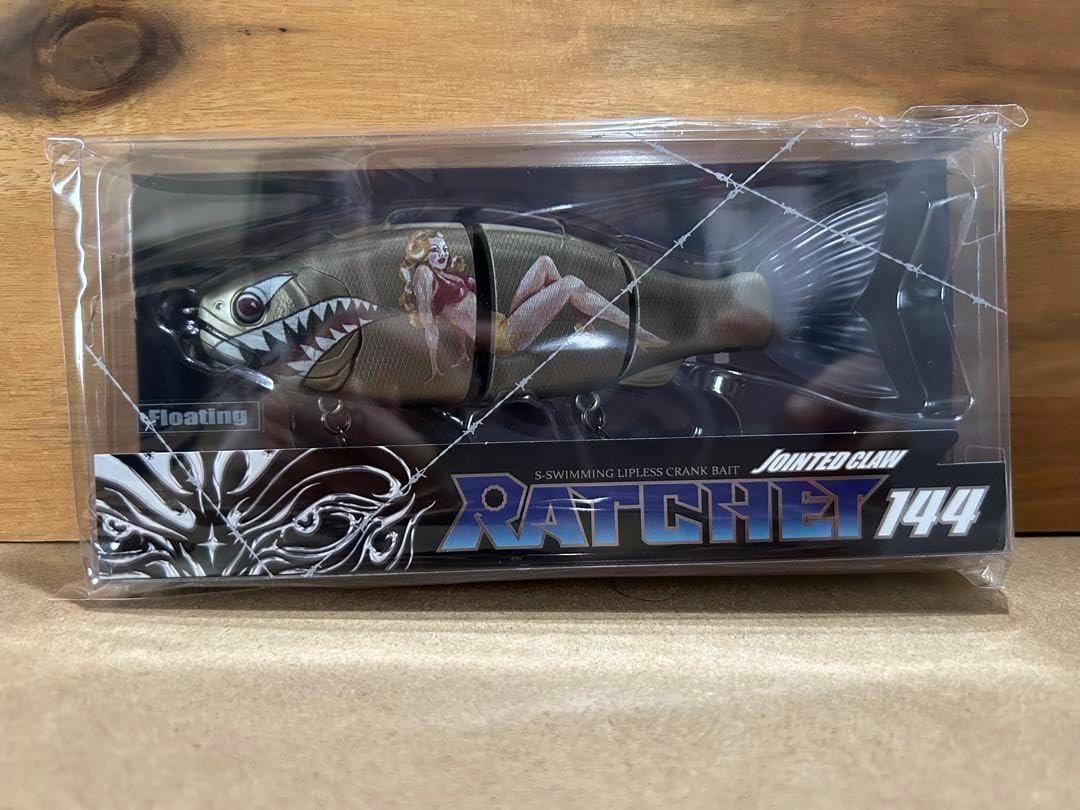 Floating
S-SWIMMING LIPLESS CRANK BAIT
JOINTED CLAW
RATCHET 144